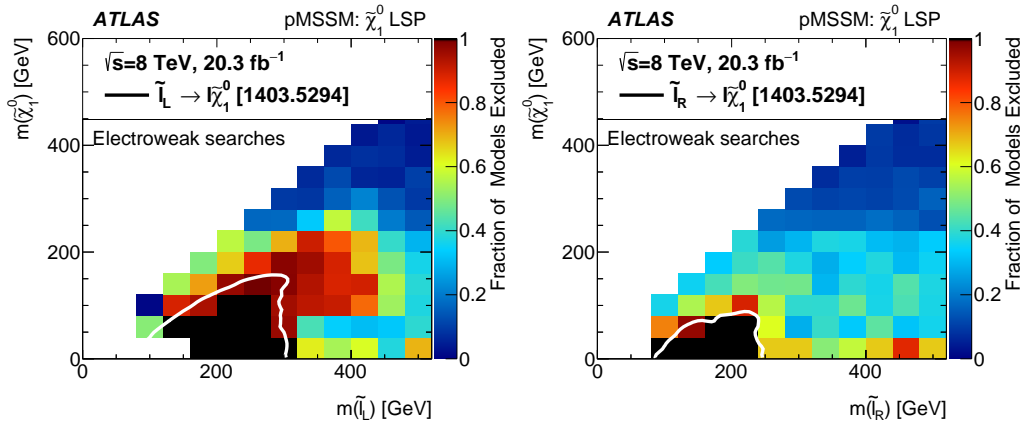 ATLAS pMSSM: χ̃₁⁰ LSP
√s=8 TeV, 20.3 fb⁻¹
l̃_L → lχ̃₁⁰ [1403.5294]
Electroweak searches
m(χ̃₁⁰) [GeV]
600
400
200
0
0 200 400
m(l̃_L) [GeV]
1
0.8
0.6
0.4
0.2
0
Fraction of Models Excluded
ATLAS pMSSM: χ̃₁⁰ LSP
√s=8 TeV, 20.3 fb⁻¹
l̃_R → lχ̃₁⁰ [1403.5294]
Electroweak searches
m(χ̃₁⁰) [GeV]
600
400
200
0
0 200 400
m(l̃_R) [GeV]
1
0.8
0.6
0.4
0.2
0
Fraction of Models Excluded